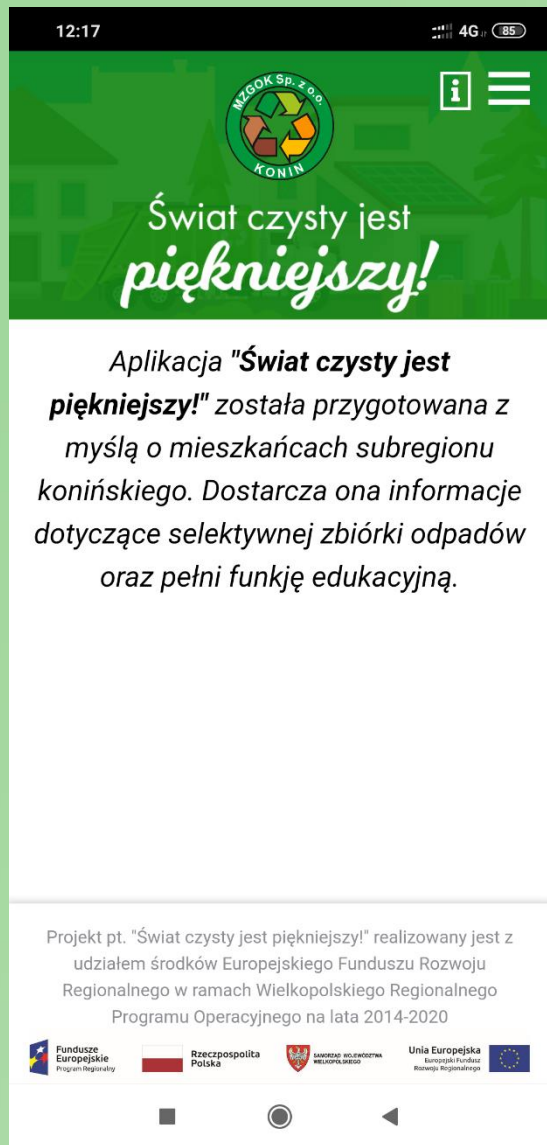 12:17
4G 85
MZGOK Sp. z o.o.
KONIN
i
Świat czysty jest
piękniejszy!
Aplikacja "Świat czysty jest
piękniejszy!" została przygotowana z
myślą o mieszkańcach subregionu
konińskiego. Dostarcza ona informacje
dotyczące selektywnej zbiórki odpadów
oraz pełni funkję edukacyjną.
Projekt pt. "Świat czysty jest piękniejszy!" realizowany jest z
udziałem środków Europejskiego Funduszu Rozwoju
Regionalnego w ramach Wielkopolskiego Regionalnego
Programu Operacyjnego na lata 2014-2020
Fundusze
Europejskie
Program Regionalny
Rzeczpospolita
Polska
SAMORZĄD WOJEWÓDZTWA
WIELKOPOLSKIEGO
Unia Europejska
Europejski Fundusz
Rozwoju Regionalnego